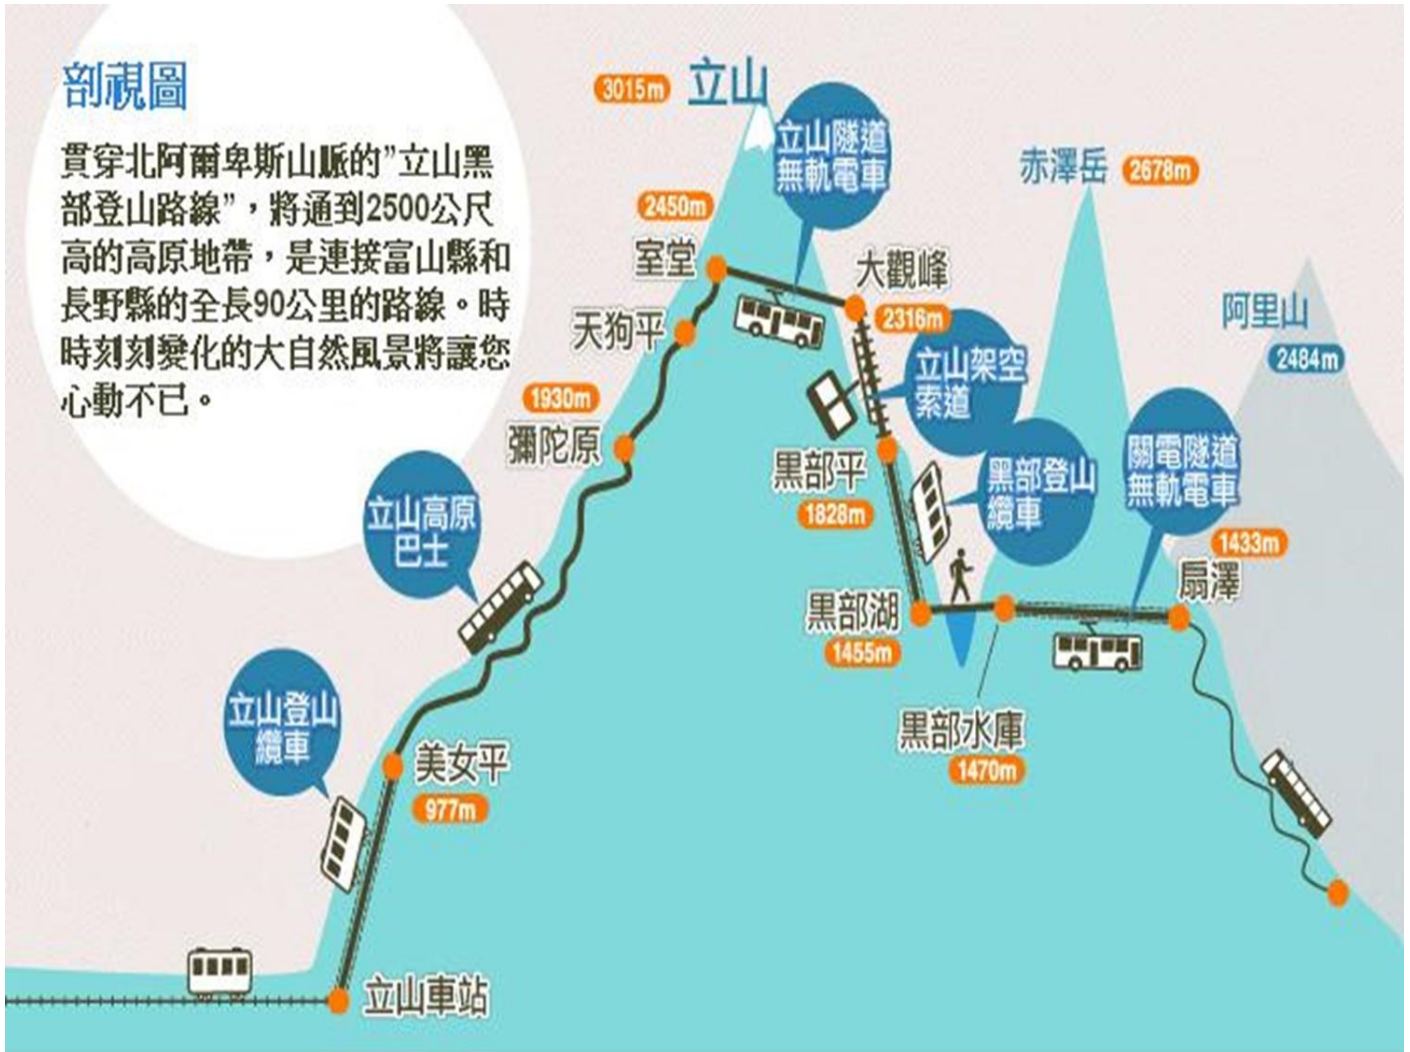 剖視圖
貫穿北阿爾卑斯山脈的”立山黑
部登山路線”，將通到2500公尺
高的高原地帶，是連接富山縣和
長野縣的全長90公里的路線。時
時刻刻變化的大自然風景將讓您
心動不已。
3015m
立山
立山隧道
無軌電車
赤澤岳
2678m
2450m
室堂
大觀峰
2316m
天狗平
阿里山
2484m
立山架空
索道
1930m
彌陀原
黒部平
1828m
黑部登山
纜車
關電隧道
無軌電車
立山高原
巴士
1433m
扇澤
黒部湖
1455m
立山登山
纜車
黒部水庫
1470m
美女平
977m
立山車站